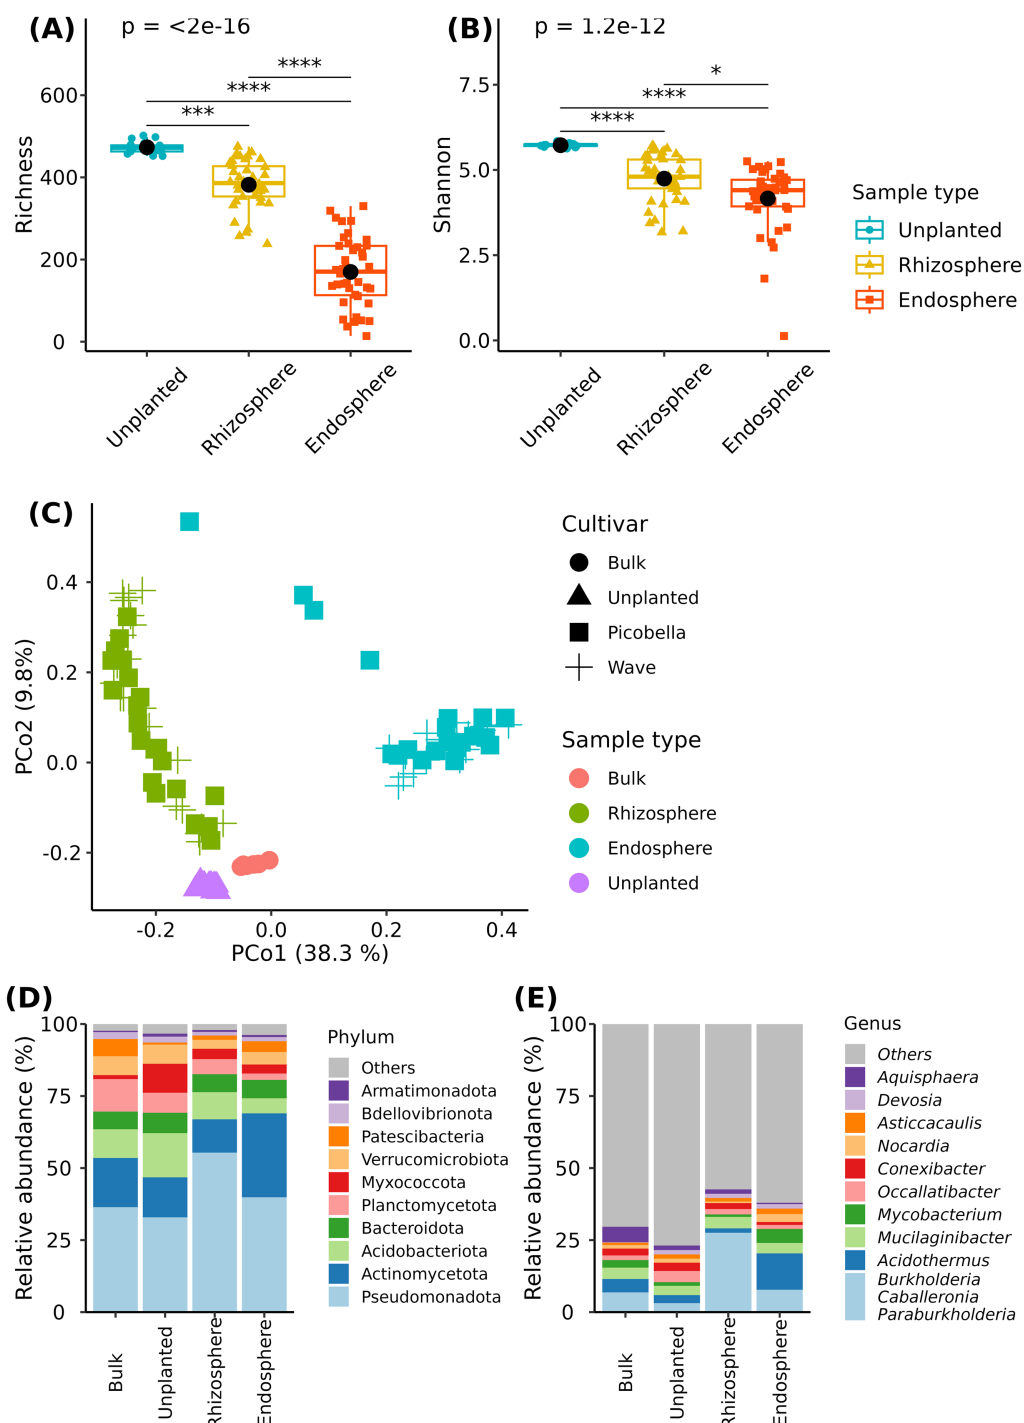 (A)
p = <2e-16
****
****
***
Richness
600
400
200
0
Unplanted
Rhizosphere
Endosphere
(B)
p = 1.2e-12
*
****
****
Shannon
7.5
5.0
2.5
0.0
Unplanted
Rhizosphere
Endosphere
Sample type
Unplanted
Rhizosphere
Endosphere
(C)
PCo2 (9.8%)
0.4
0.2
0.0
-0.2
-0.2
0.0
0.2
0.4
PCo1 (38.3 %)
Cultivar
Bulk
Unplanted
Picobella
Wave
Sample type
Bulk
Rhizosphere
Endosphere
Unplanted
(D)
Relative abundance (%)
100
75
50
25
0
Bulk
Unplanted
Rhizosphere
Endosphere
Phylum
Others
Armatimonadota
Bdellovibrionota
Patescibacteria
Verrucomicrobiota
Myxococcota
Planctomycetota
Bacteroidota
Acidobacteriota
Actinomycetota
Pseudomonadota
(E)
Relative abundance (%)
100
75
50
25
0
Bulk
Unplanted
Rhizosphere
Endosphere
Genus
Others
Aquisphaera
Devosia
Asticcacaulis
Nocardia
Conexibacter
Occallatibacter
Mycobacterium
Mucilaginibacter
Acidothermus
Burkholderia
Caballeronia
Paraburkholderia